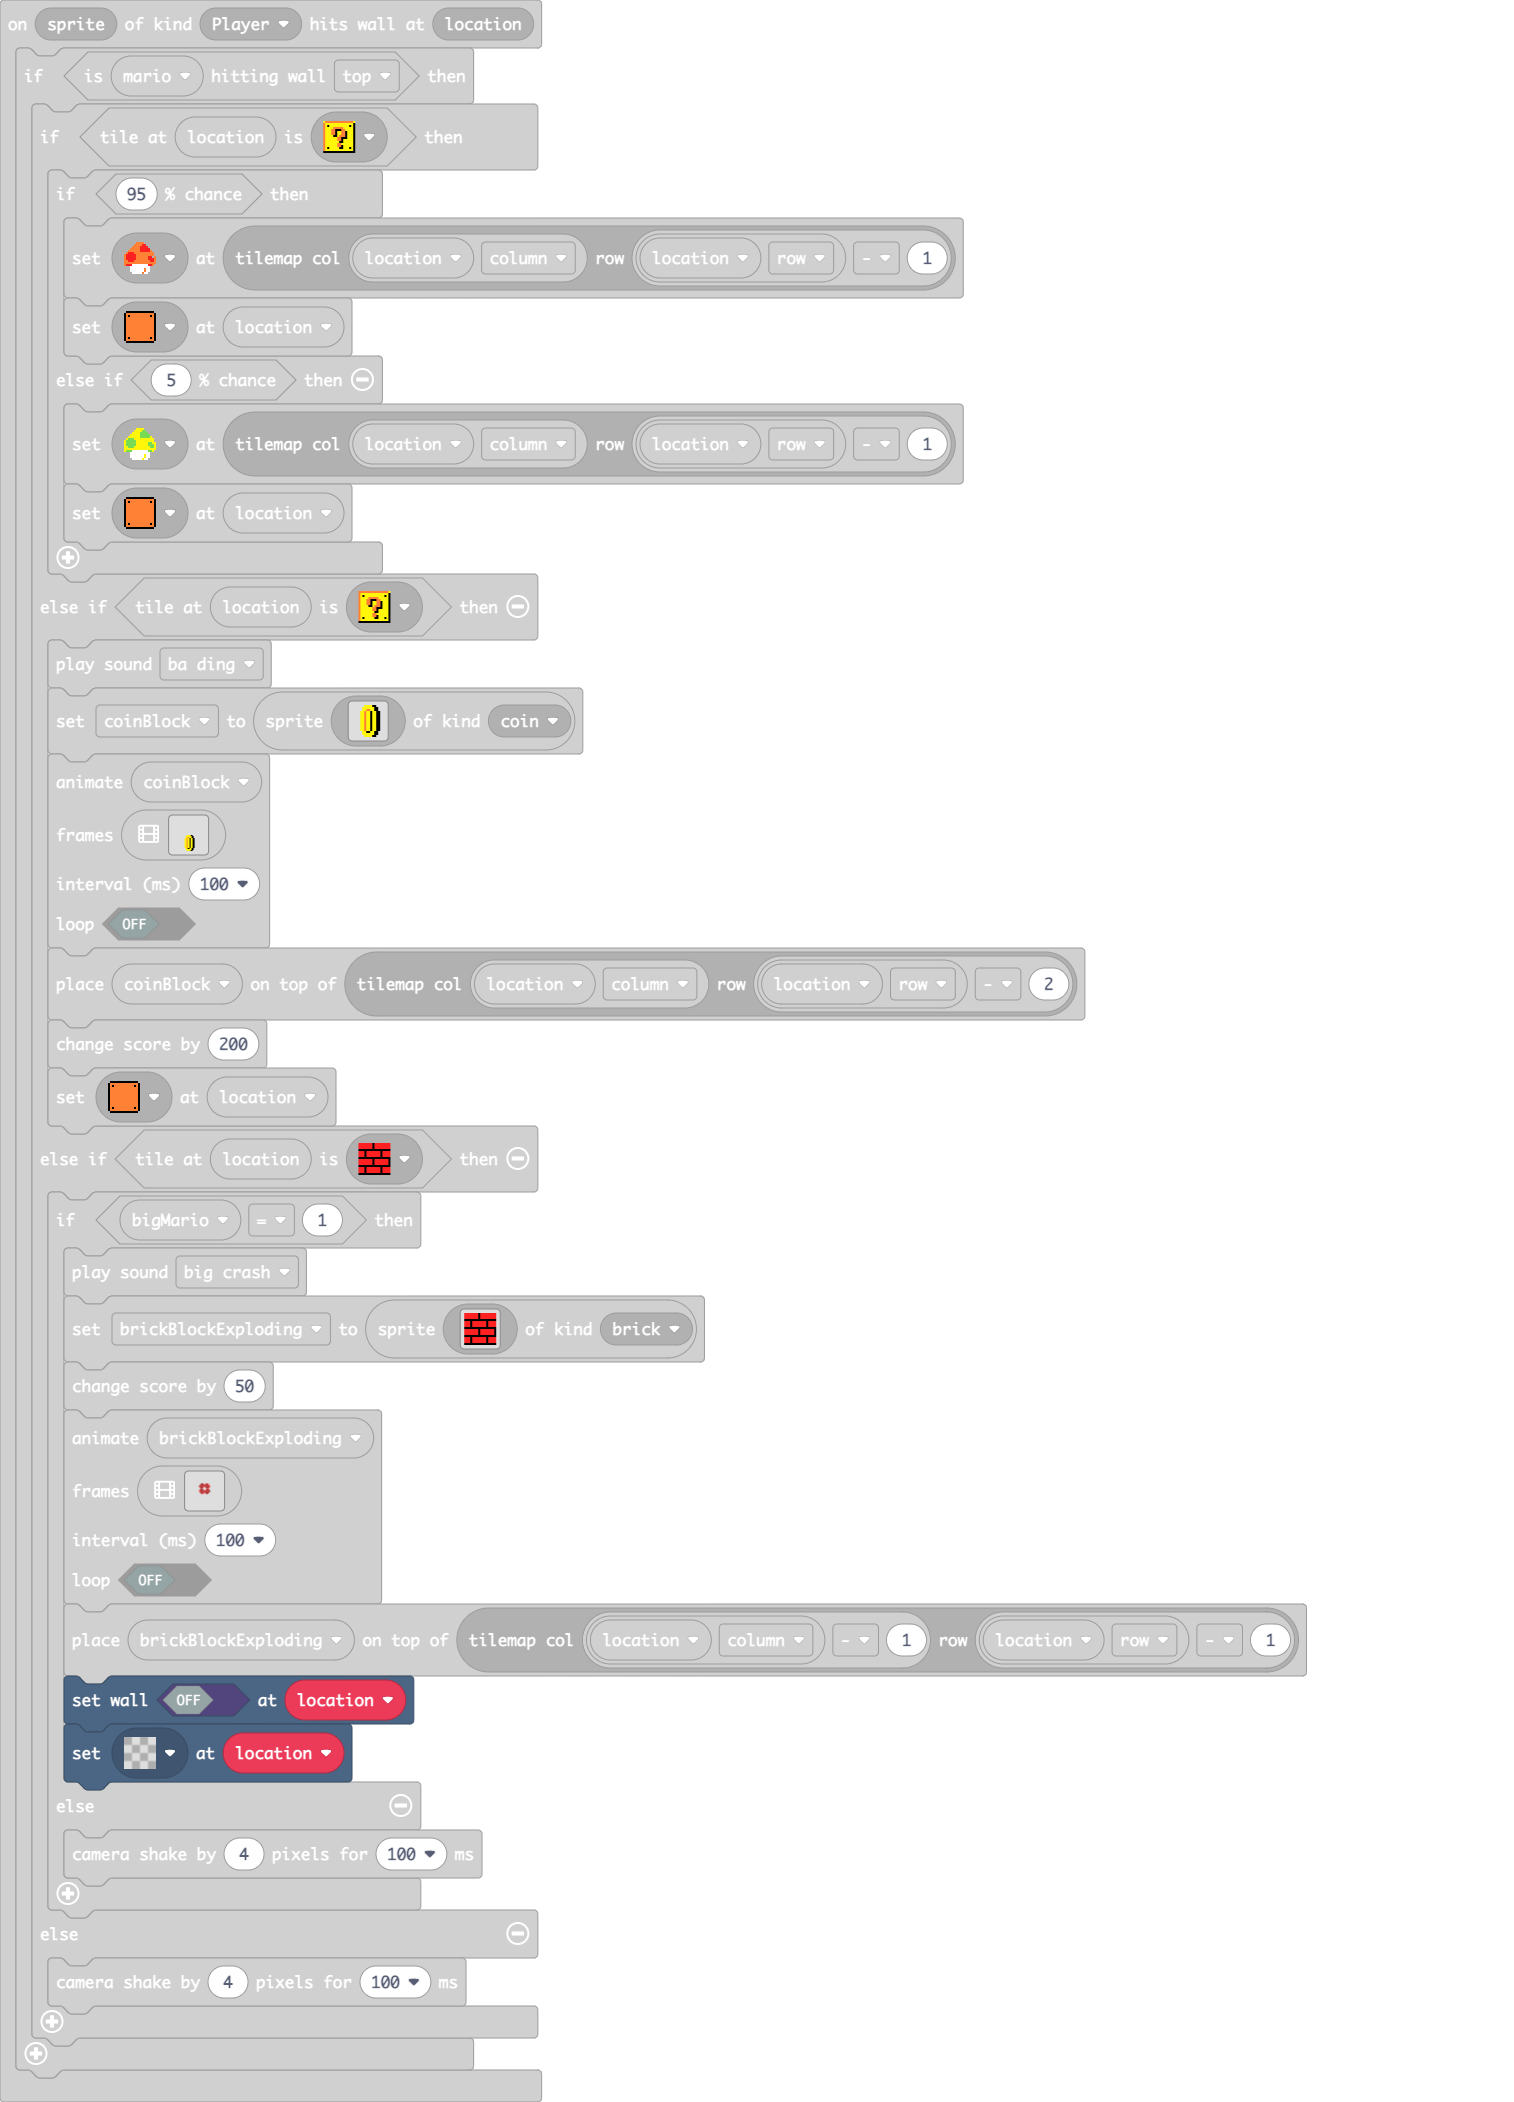 on sprite of kind Player hits wall at location
if is mario hitting wall top then
if tile at location is ? then
if 95 % chance then
set at tilemap col location column row location row - 1
set at location
else if 5 % chance then
set at tilemap col location column row location row - 1
set at location
else if tile at location is ? then
play sound ba ding
set coinBlock to sprite of kind coin
animate coinBlock
frames
interval (ms) 100
loop OFF
place coinBlock on top of tilemap col location column row location row - 2
change score by 200
set at location
else if tile at location is then
if bigMario = 1 then
play sound big crash
set brickBlockExploding to sprite of kind brick
change score by 50
animate brickBlockExploding
frames
interval (ms) 100
loop OFF
place brickBlockExploding on top of tilemap col location column - 1 row location row - 1
set wall OFF at location
set at location
else
camera shake by 4 pixels for 100 ms
else
camera shake by 4 pixels for 100 ms